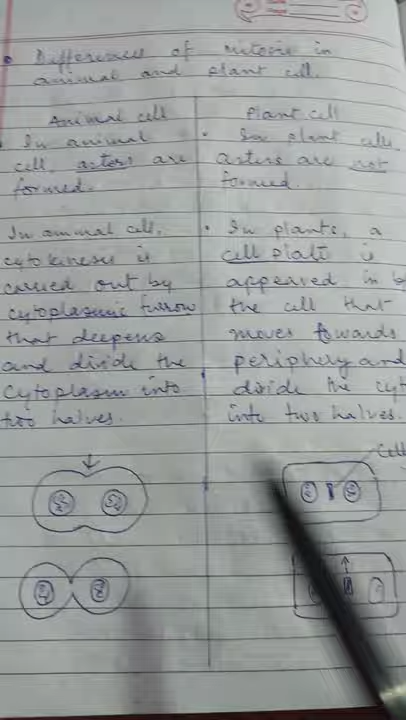 • Difference of mitosis in
animal and plant cell.
Animal cell
• In animal
cell, asters are
formed.
In animal cell,
cytokinesis is
carried out by
cytoplasmic furrow
that deepens
and divide the
cytoplasm into
two halves.
Plant cell
• In plant cell,
asters are not
formed.
• In plants, a
cell plate is
appeared in b
the cell that
moves towards
periphery and
divide the cyt
into two halves.
Cell